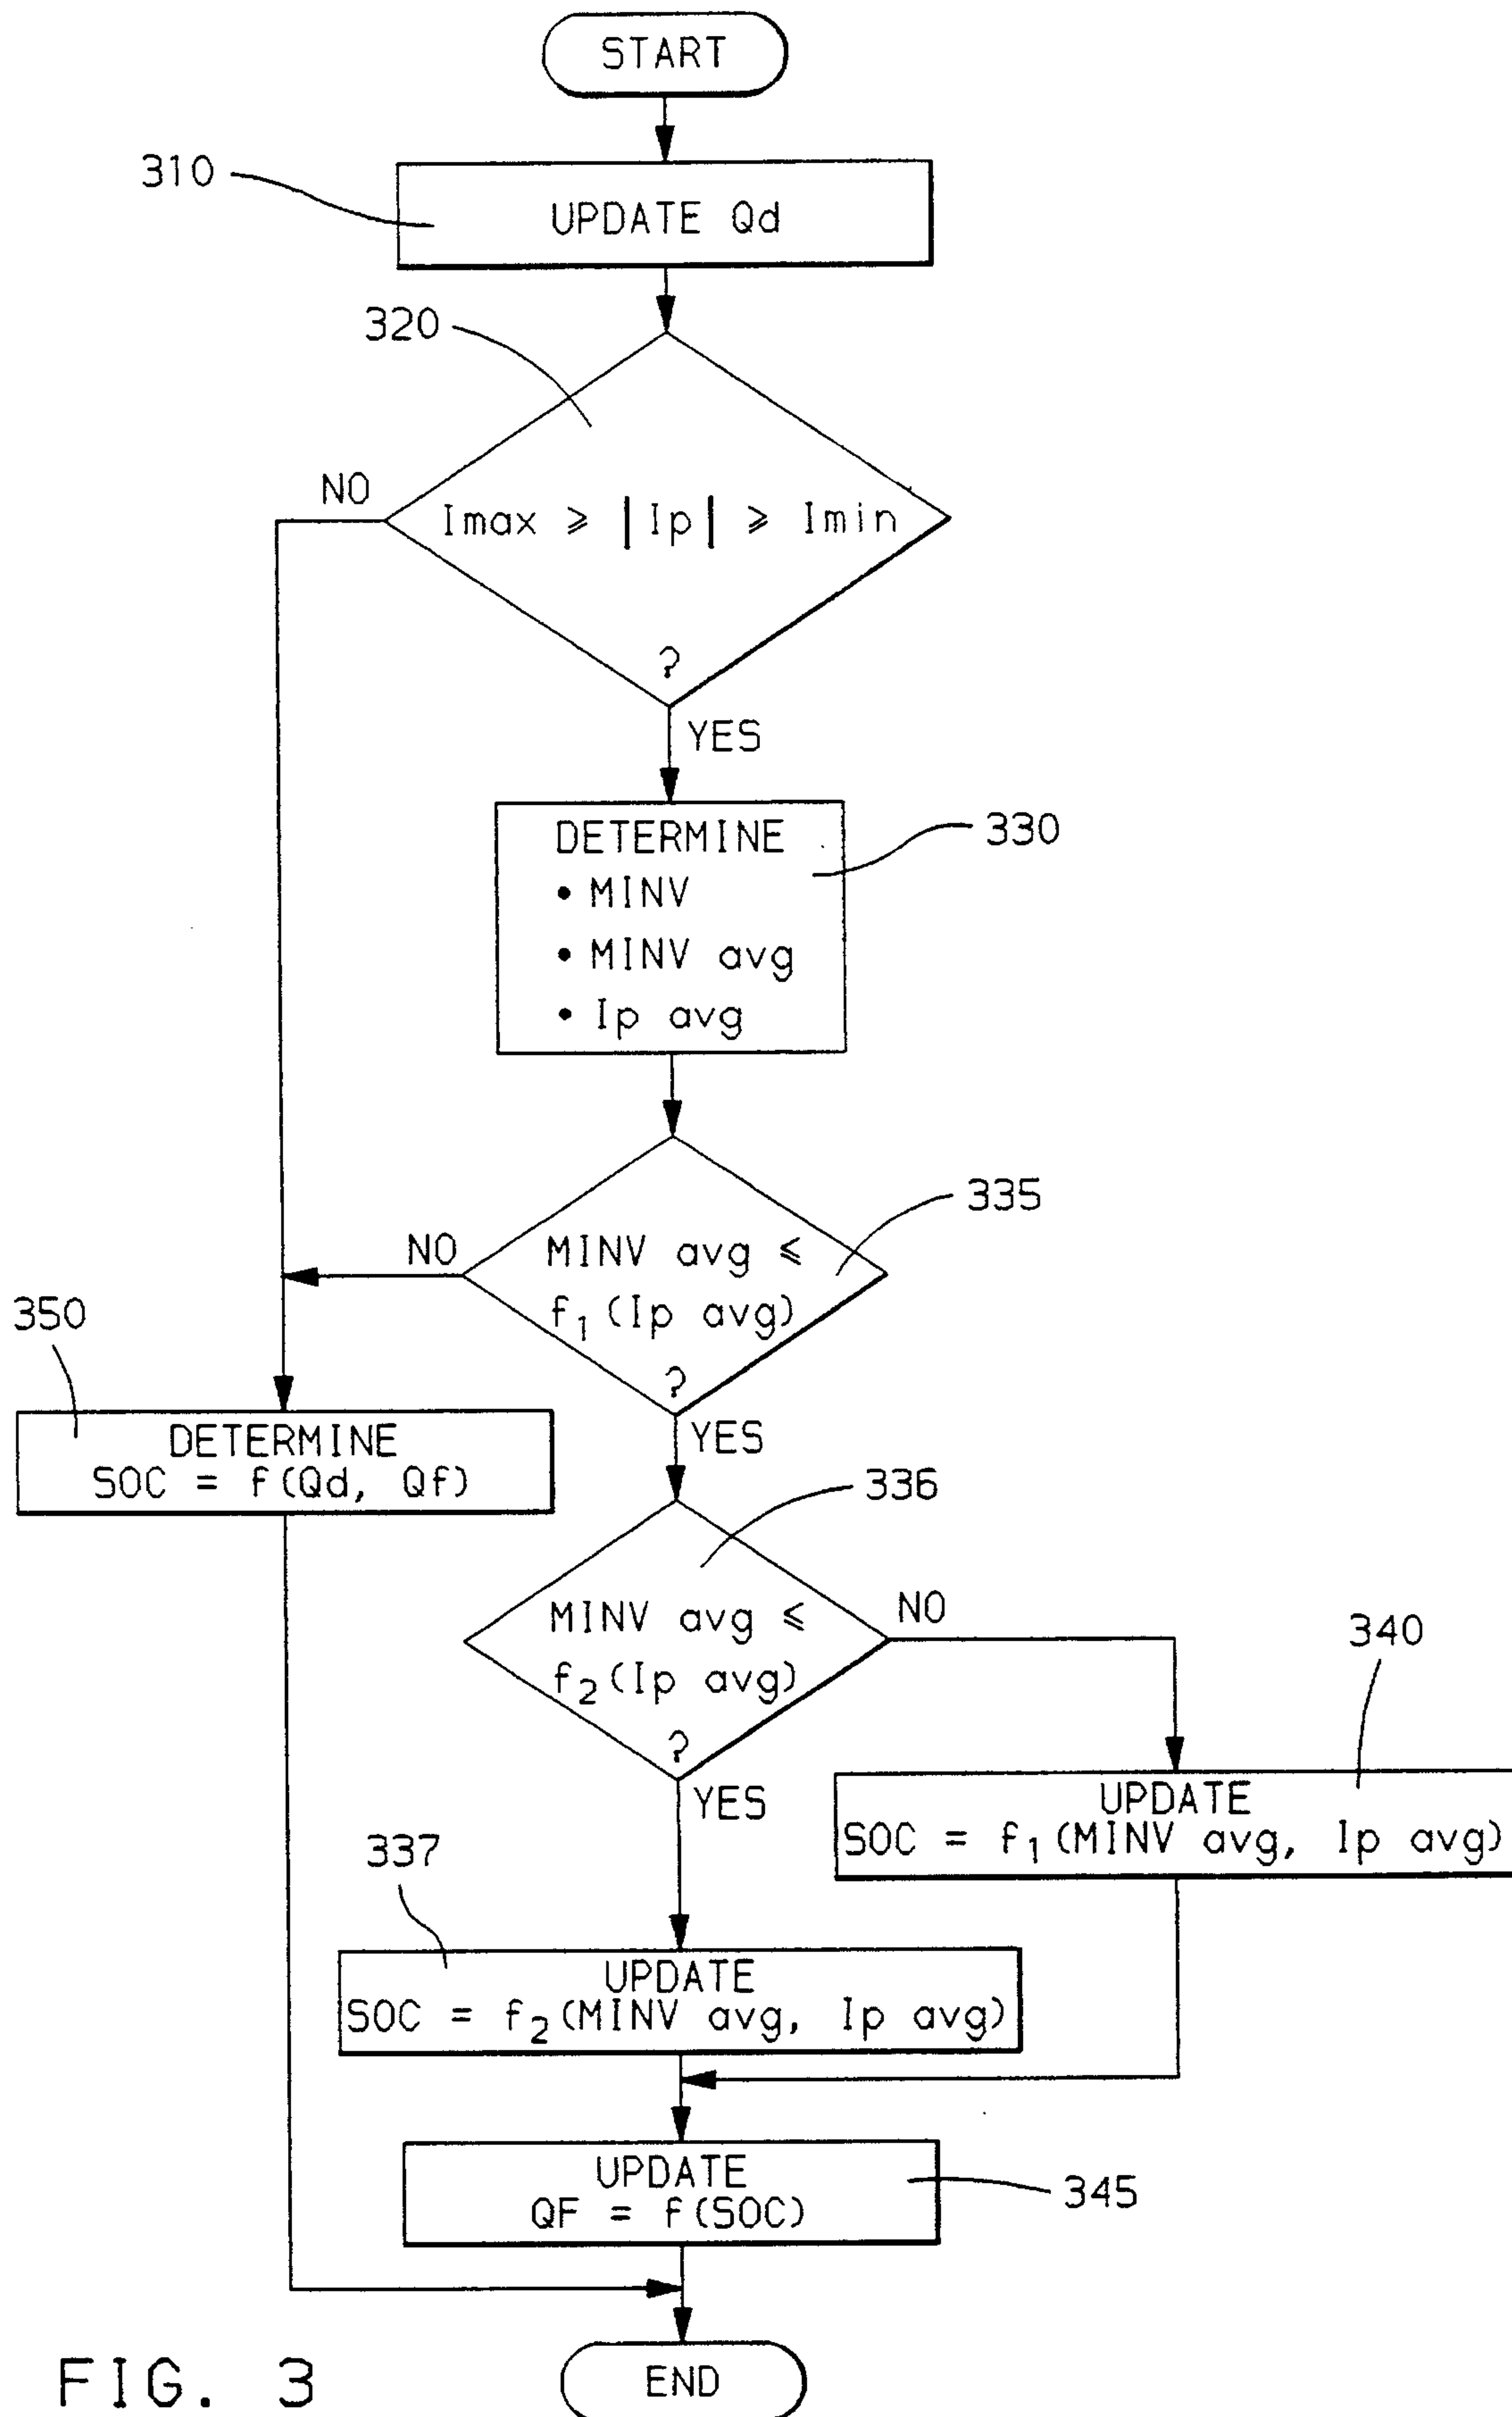 START
310
UPDATE Qd
320
NO
Imax ⩾ |Ip| ⩾ Imin
?
YES
DETERMINE
• MINV
• MINV avg
• Ip avg
330
335
NO
MINV avg ⩽
f₁(Ip avg)
?
350
DETERMINE
SOC = f(Qd, Qf)
YES
336
MINV avg ⩽
f₂(Ip avg)
?
NO
340
YES
UPDATE
SOC = f₁(MINV avg, Ip avg)
337
UPDATE
SOC = f₂(MINV avg, Ip avg)
UPDATE
QF = f(SOC)
345
END
FIG. 3